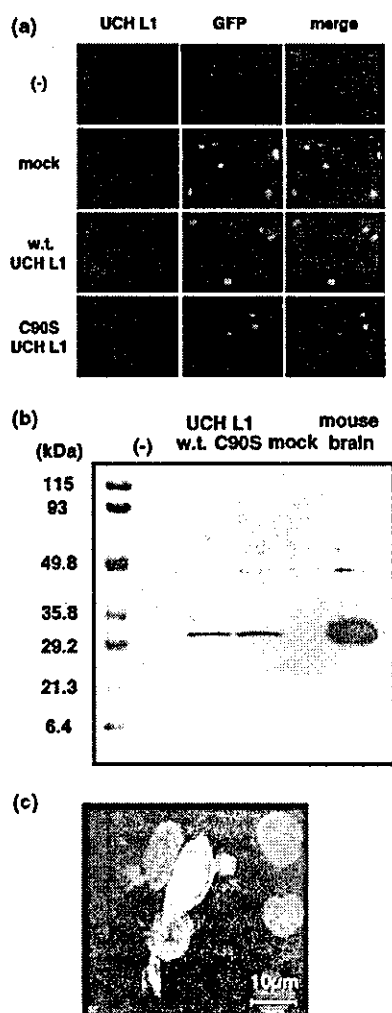 (a)
UCH L1 GFP merge
(-)
mock
w.t.
UCH L1
C90S
UCH L1
(b)
UCH L1 mouse
(kDa) (-) w.t. C90S mock brain
115
93
49.8
35.8
29.2
21.3
6.4
(c)
10μm